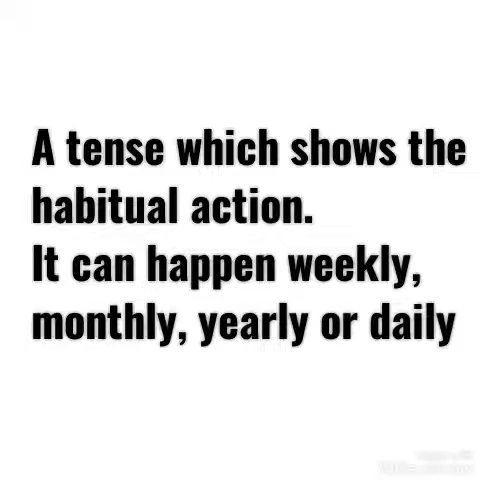 A tense which shows the
habitual action.
It can happen weekly,
monthly, yearly or daily